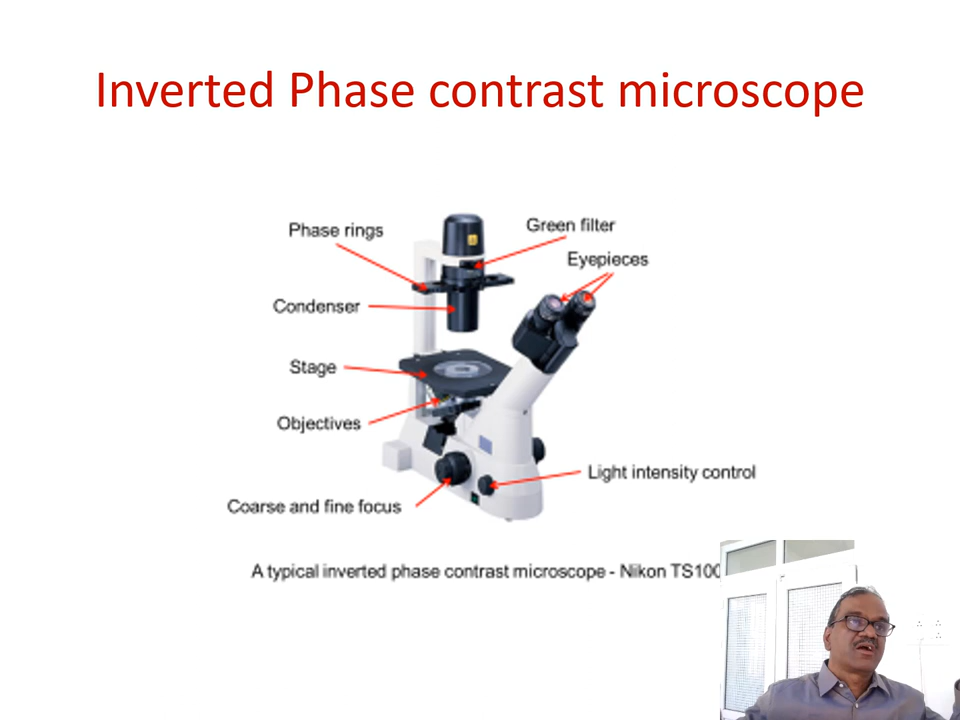 Inverted Phase contrast microscope
Phase rings
Green filter
Eyepieces
Condenser
Stage
Objectives
Light intensity control
Coarse and fine focus
A typical inverted phase contrast microscope - Nikon TS100